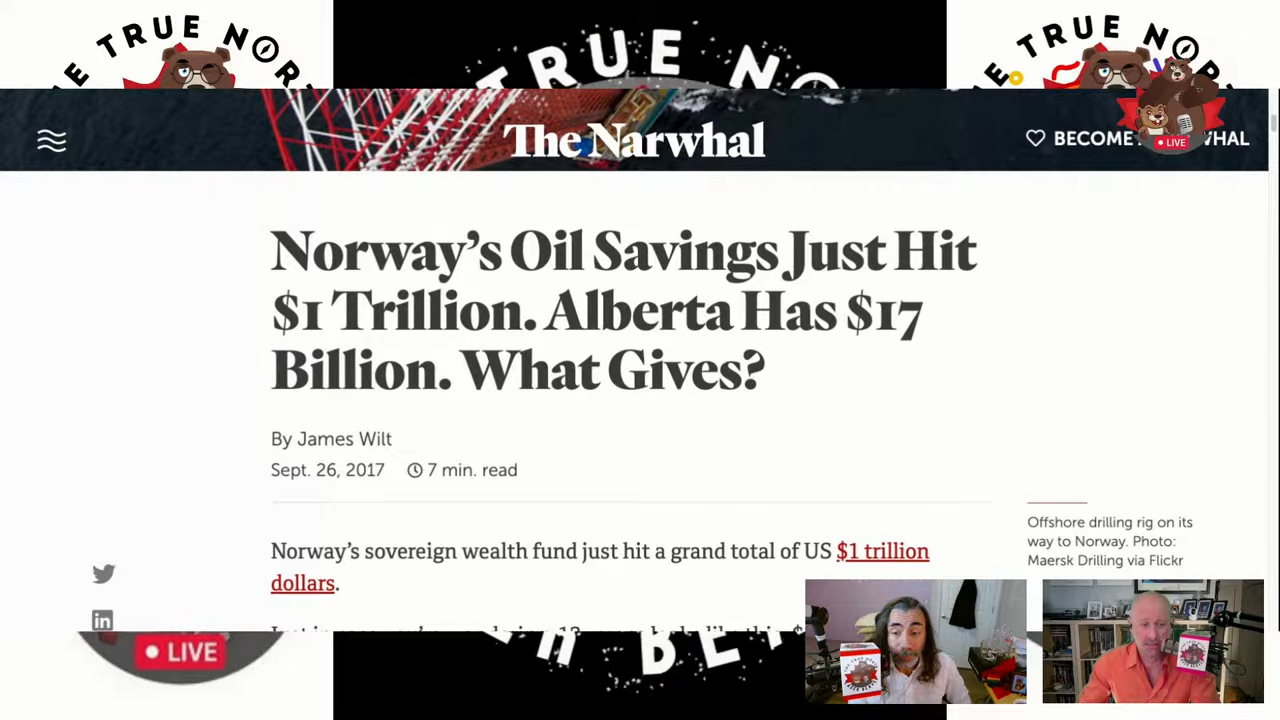 THE TRUE NOR
TRUE NO
THE TRUE NOR
The Narwhal
BECOME
WHAL
LIVE
Norway's Oil Savings Just Hit
$1 Trillion. Alberta Has $17
Billion. What Gives?
By James Wilt
Sept. 26, 2017
7 min. read
Offshore drilling rig on its
way to Norway. Photo:
Maersk Drilling via Flickr
Norway's sovereign wealth fund just hit a grand total of US $1 trillion
dollars.
LIVE